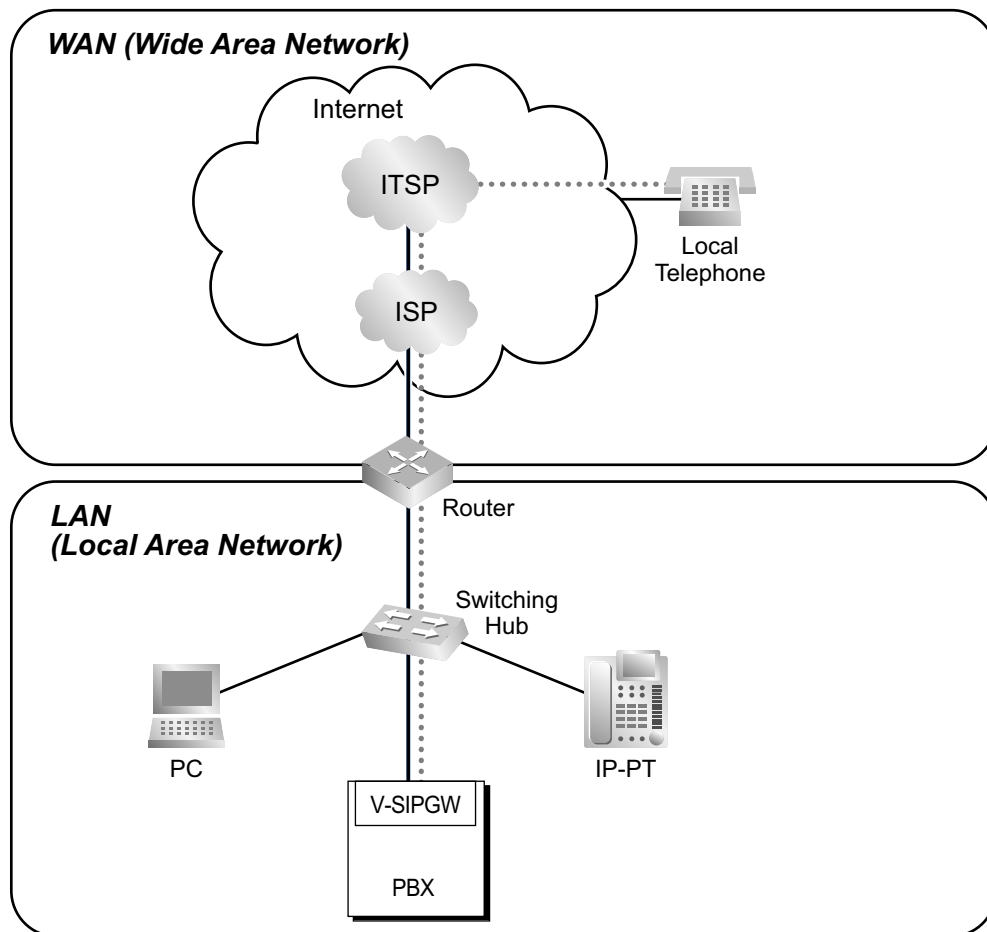 WAN (Wide Area Network)
Internet
ITSP
Local
Telephone
ISP
Router
LAN
(Local Area Network)
Switching
Hub
PC
IP-PT
V-SIPGW
PBX